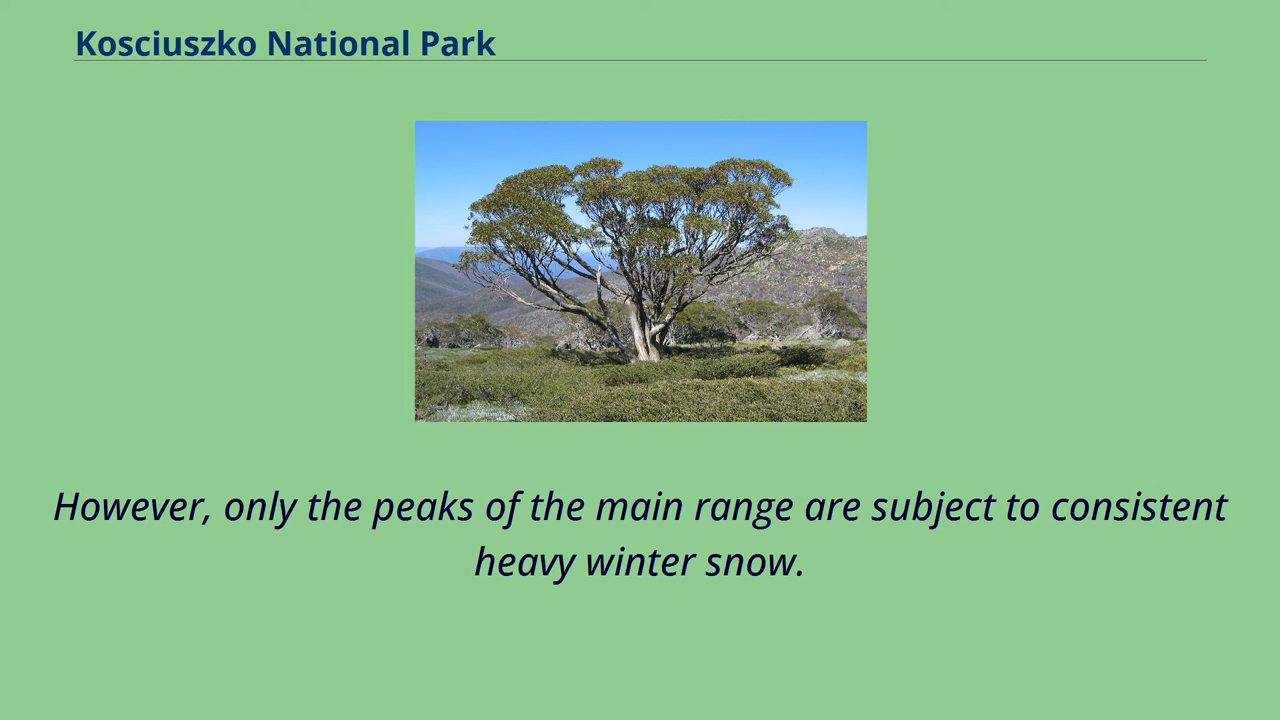 Kosciuszko National Park
However, only the peaks of the main range are subject to consistent
heavy winter snow.